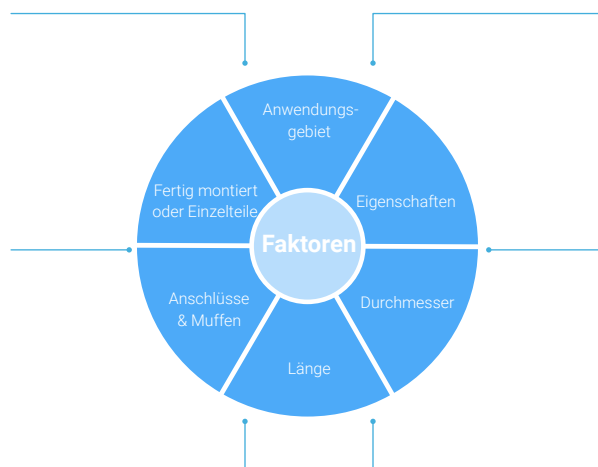 Anwendungs-
gebiet
Eigenschaften
Durchmesser
Länge
Anschlüsse
& Muffen
Fertig montiert
oder Einzelteile
Faktoren